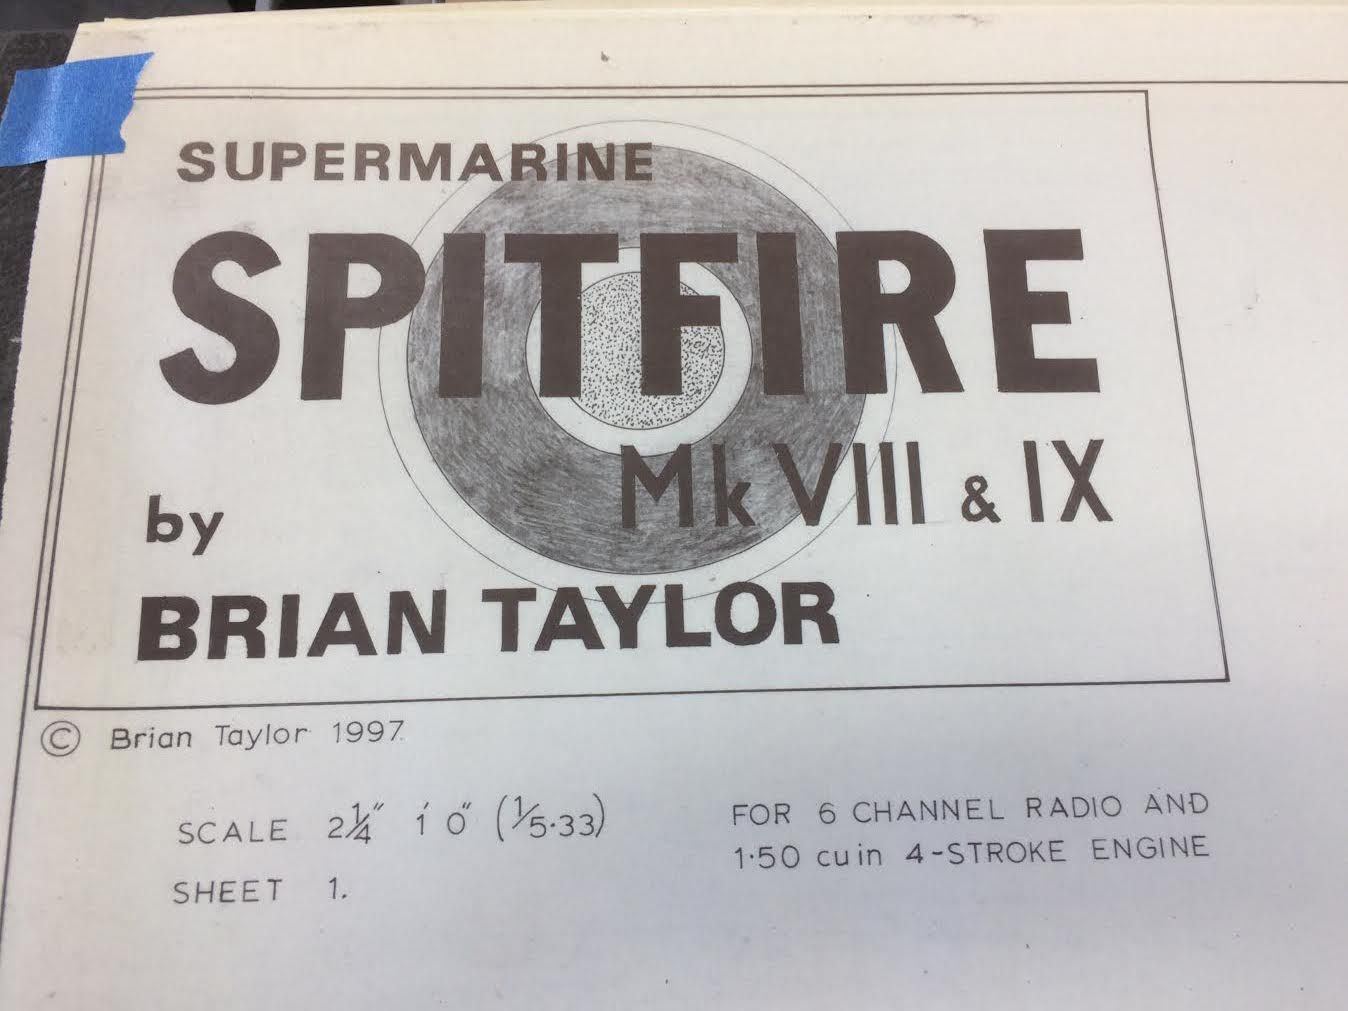 SUPERMARINE
SPITFIRE
Mk VIII & IX
by
BRIAN TAYLOR
© Brian Taylor 1997.
SCALE 2¼" 1' 0" (1/5·33)
SHEET 1.
FOR 6 CHANNEL RADIO AND
1·50 cu in 4-STROKE ENGINE